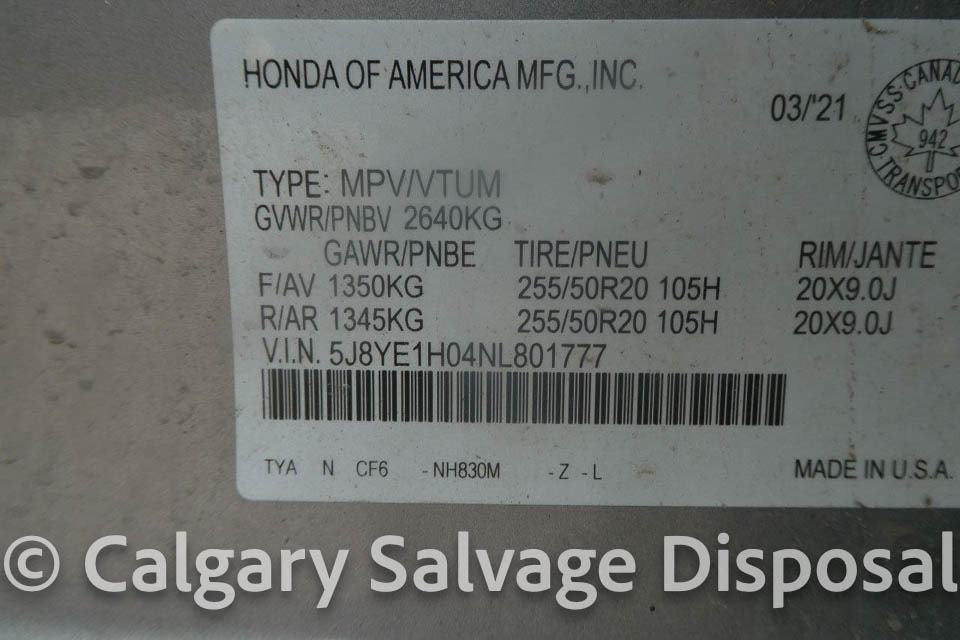 HONDA OF AMERICA MFG.,INC.
03/'21
CMVSS·CANADA
942
TRANSPORT
TYPE: MPV/VTUM
GVWR/PNBV 2640KG
GAWR/PNBE TIRE/PNEU RIM/JANTE
F/AV 1350KG 255/50R20 105H 20X9.0J
R/AR 1345KG 255/50R20 105H 20X9.0J
V.I.N. 5J8YE1H04NL801777
TYA N CF6 -NH830M -Z -L
MADE IN U.S.A.
© Calgary Salvage Disposal